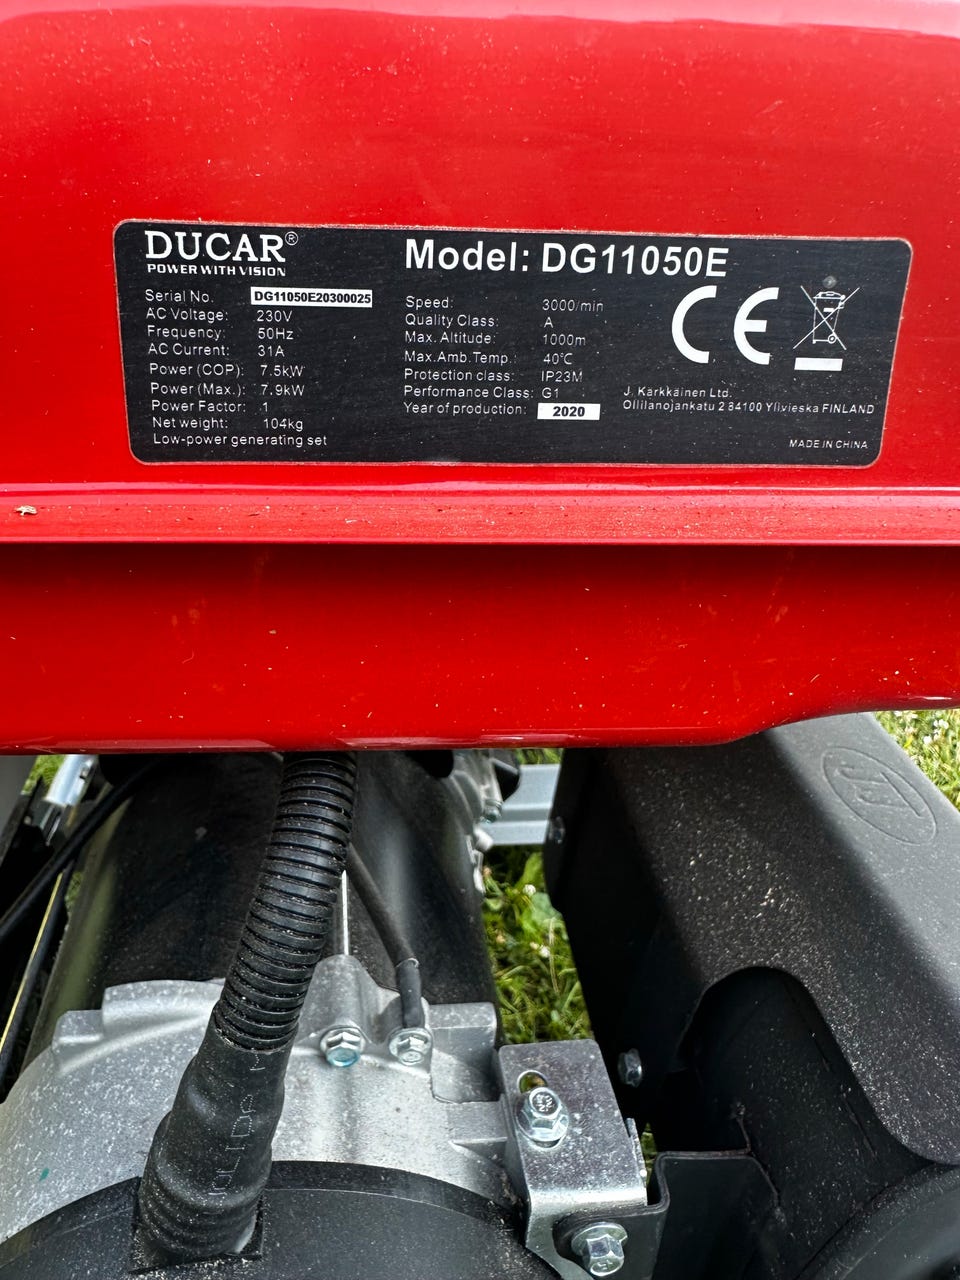 DUCAR®
POWER WITH VISION
Model: DG11050E
Serial No. DG11050E20300025
AC Voltage: 230V
Frequency: 50Hz
AC Current: 31A
Power (COP): 7.5kW
Power (Max.): 7.9kW
Power Factor: 1
Net weight: 104kg
Low-power generating set
Speed: 3000/min
Quality Class: A
Max. Altitude: 1000m
Max.Amb.Temp.: 40℃
Protection class: IP23M
Performance Class: G1
Year of production: 2020
CE
J. Kärkkäinen Ltd.
Ollilanojankatu 2 84100 Ylivieska FINLAND
MADE IN CHINA